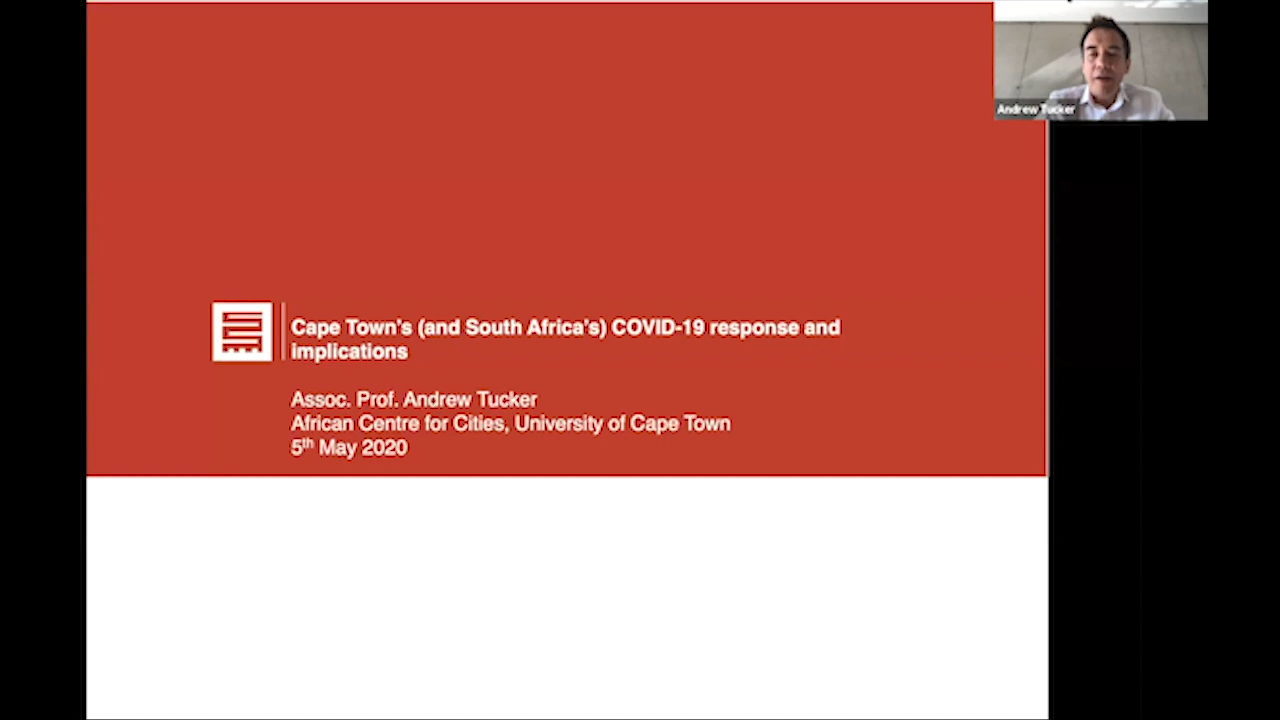 Andrew Tucker
Cape Town's (and South Africa's) COVID-19 response and
implications
Assoc. Prof. Andrew Tucker
African Centre for Cities, University of Cape Town
5th May 2020